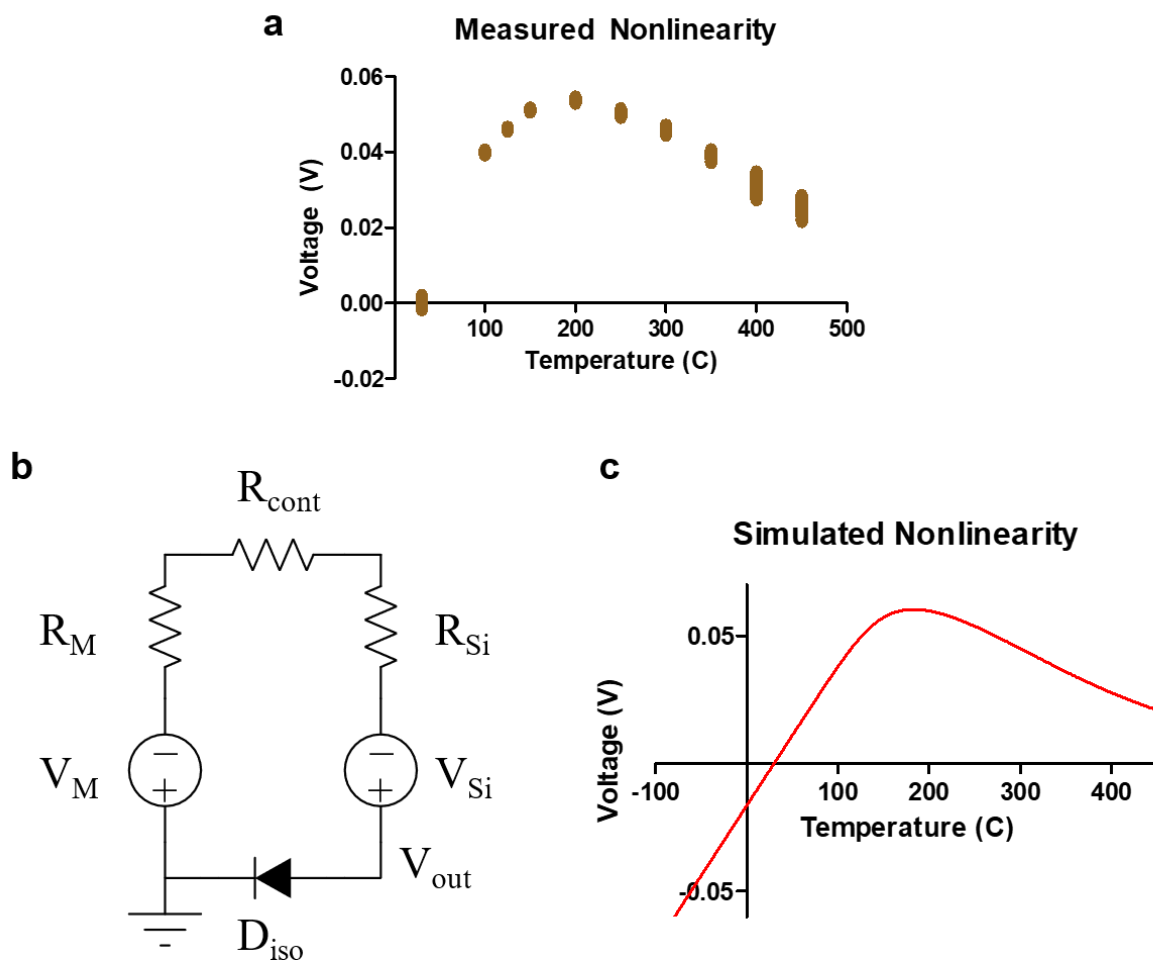 a
Measured Nonlinearity
0.06
0.04
0.02
0.00
-0.02
Voltage (V)
100 200 300 400 500
Temperature (C)
b
R_cont
R_M
R_Si
V_M
V_Si
V_out
D_iso
− + − +
c
Simulated Nonlinearity
0.05
-0.05
Voltage (V)
-100 100 200 300 400
Temperature (C)